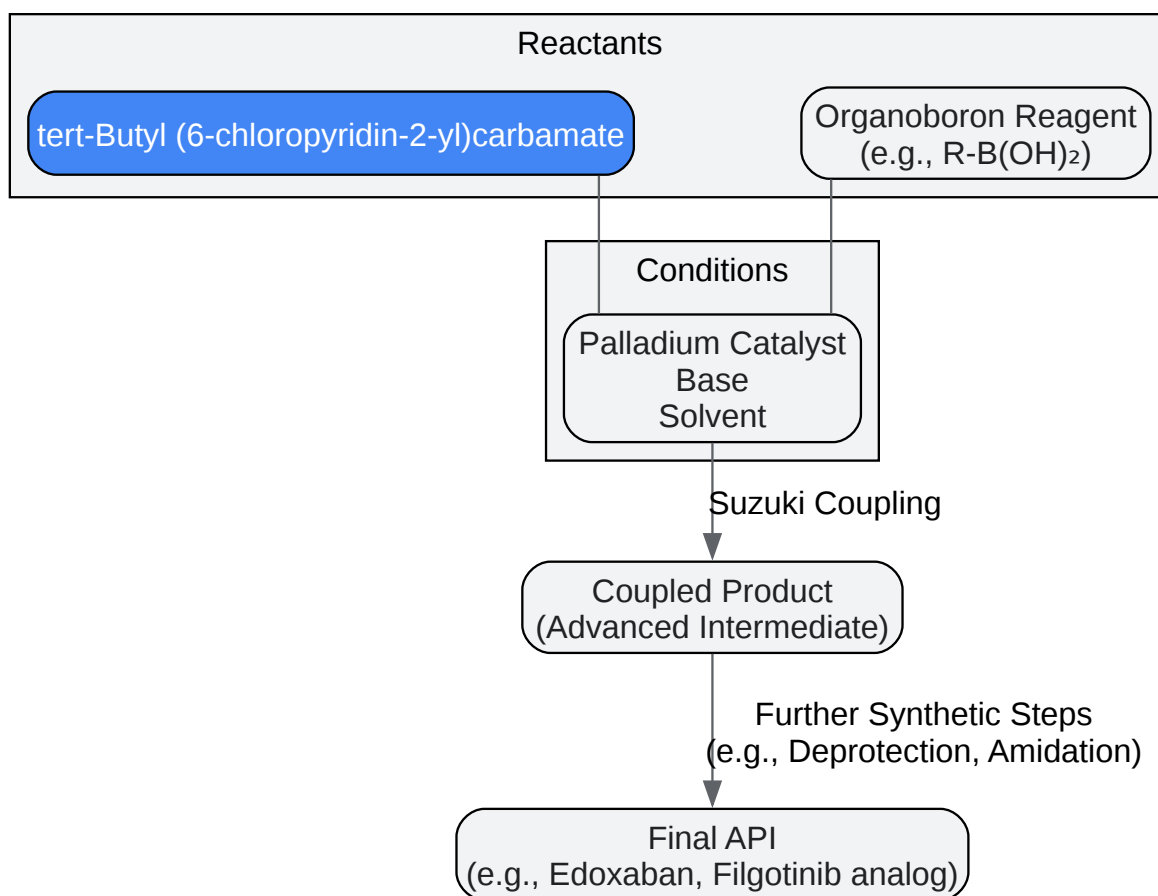 Reactants
tert-Butyl (6-chloropyridin-2-yl)carbamate
Organoboron Reagent
(e.g., R-B(OH)₂)
Conditions
Palladium Catalyst
Base
Solvent
Suzuki Coupling
Coupled Product
(Advanced Intermediate)
Further Synthetic Steps
(e.g., Deprotection, Amidation)
Final API
(e.g., Edoxaban, Filgotinib analog)